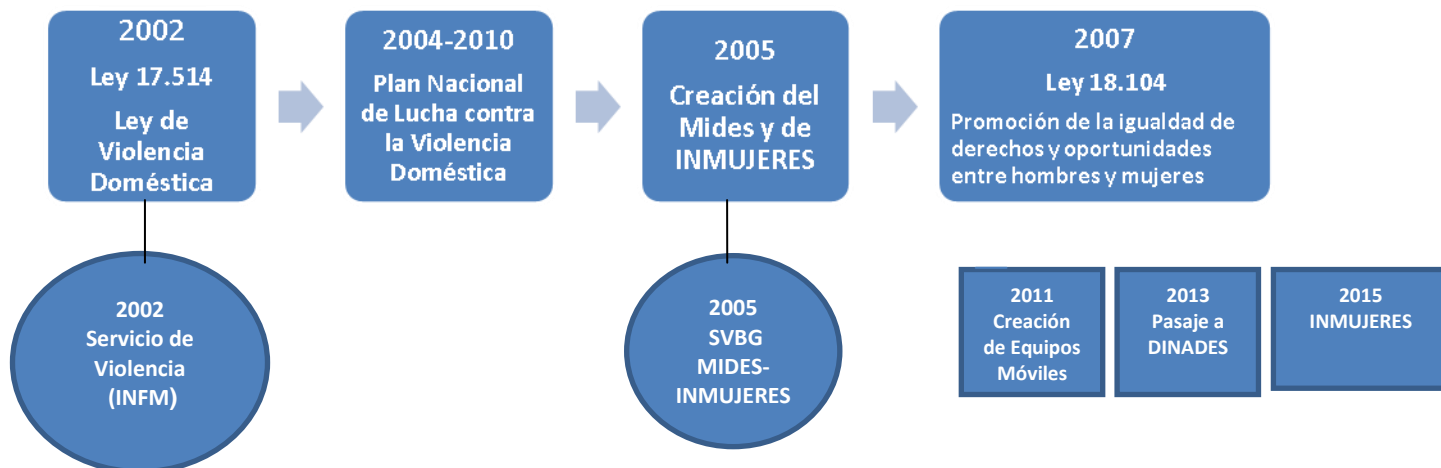 2002
Ley 17.514
Ley de
Violencia
Doméstica
2004-2010
Plan Nacional
de Lucha contra
la Violencia
Doméstica
2005
Creación del
Mides y de
INMUJERES
2007
Ley 18.104
Promoción de la igualdad de
derechos y oportunidades
entre hombres y mujeres
2002
Servicio de
Violencia
(INFM)
2005
SVBG
MIDES-
INMUJERES
2011
Creación
de Equipos
Móviles
2013
Pasaje a
DINADES
2015
INMUJERES